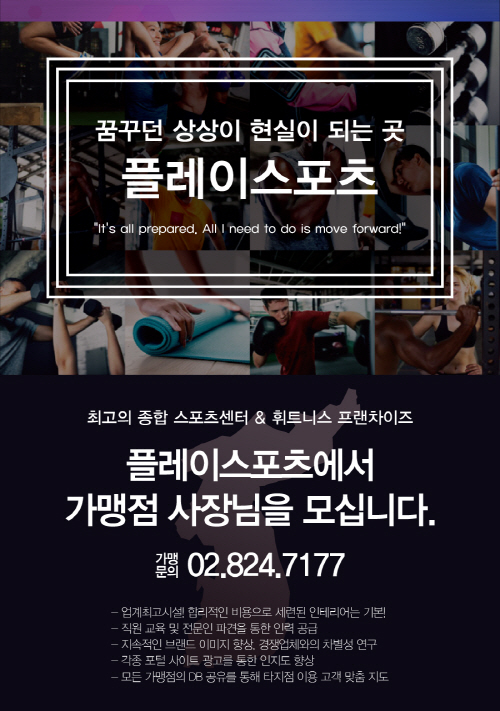 꿈꾸던 상상이 현실이 되는 곳
플레이스포츠
"It's all prepared, All I need to do is move forward!"
최고의 종합 스포츠센터 & 휘트니스 프랜차이즈
플레이스포츠에서
가맹점 사장님을 모십니다.
가맹
문의 02.824.7177
- 업계최고시설! 합리적인 비용으로 세련된 인테리어는 기본!
- 직원 교육 및 전문인 파견을 통한 인력 공급
- 지속적인 브랜드 이미지 향상, 경쟁업체와의 차별성 연구
- 각종 포털 사이트 광고를 통한 인지도 향상
- 모든 가맹점의 DB 공유를 통해 타지점 이용 고객 맞춤 지도